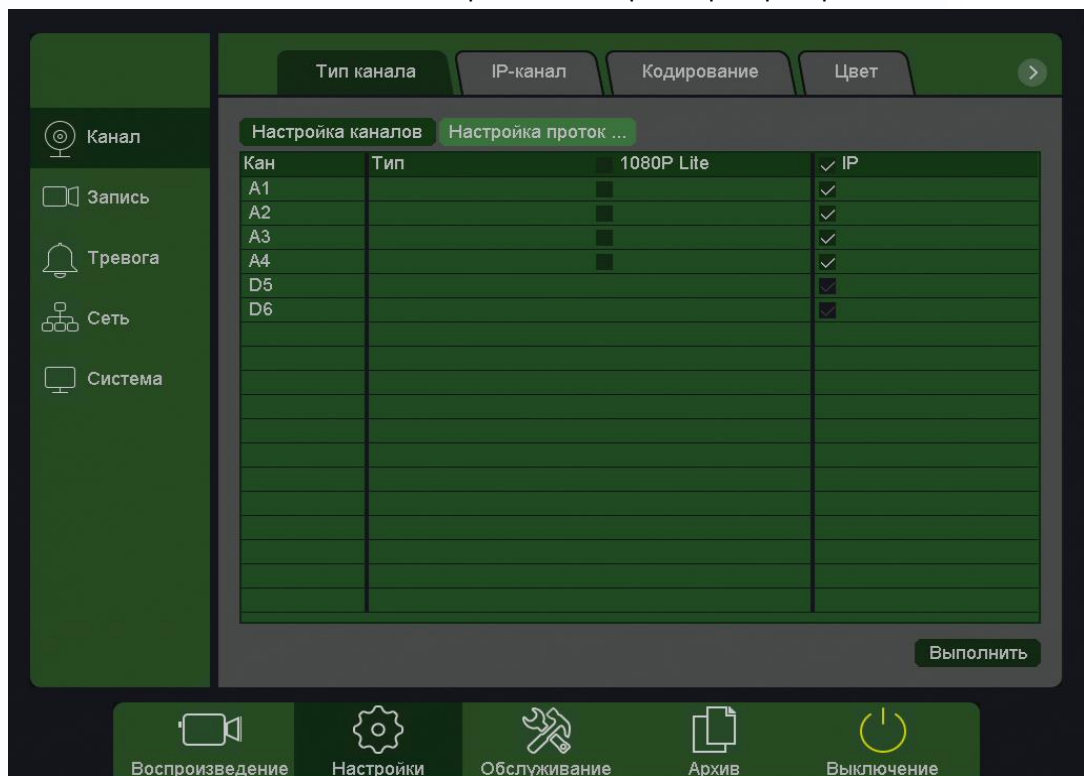 Тип канала IP-канал Кодирование Цвет
Канал
Запись
Тревога
Сеть
Система
Настройка каналов Настройка проток ...
Кан Тип 1080P Lite IP
A1
A2
A3
A4
D5
D6
Выполнить
Воспроизведение Настройки Обслуживание Архив Выключение